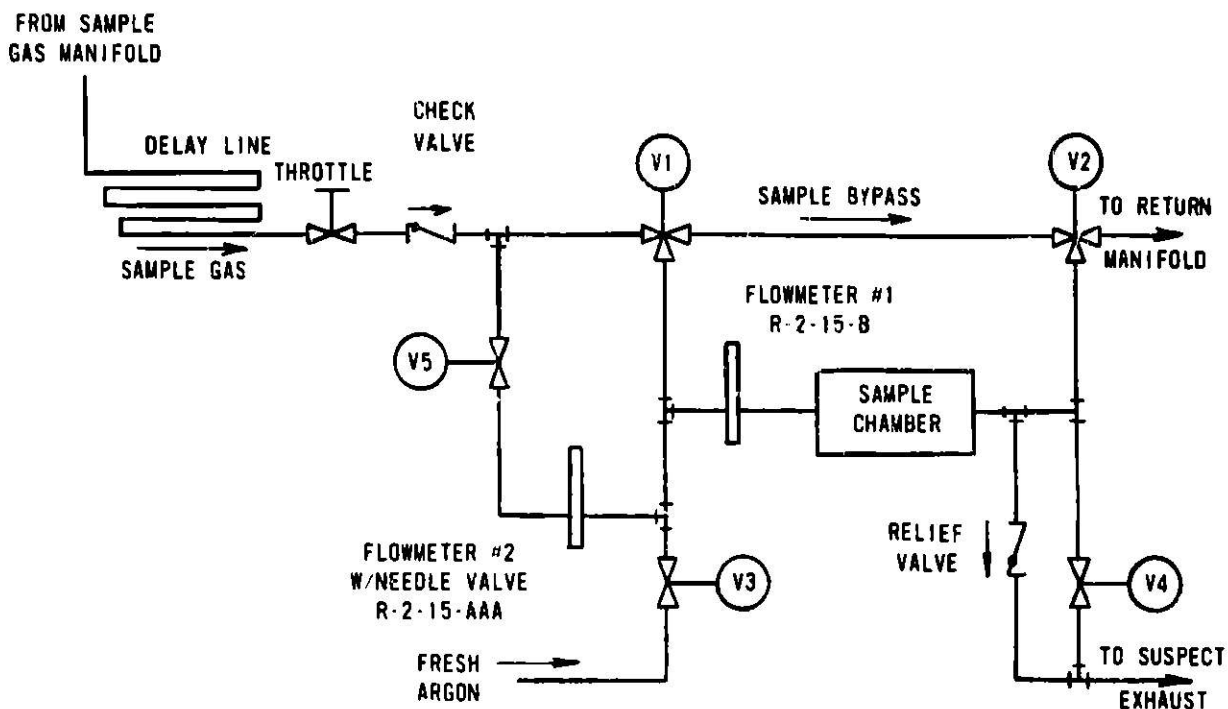 FROM SAMPLE
GAS MANIFOLD
DELAY LINE
THROTTLE
CHECK
VALVE
SAMPLE GAS
V1
SAMPLE BYPASS
V2
TO RETURN
MANIFOLD
FLOWMETER #1
R-2-15-B
V5
SAMPLE
CHAMBER
FLOWMETER #2
W/NEEDLE VALVE
R-2-15-AAA
V3
RELIEF
VALVE
V4
FRESH
ARGON
TO SUSPECT
EXHAUST